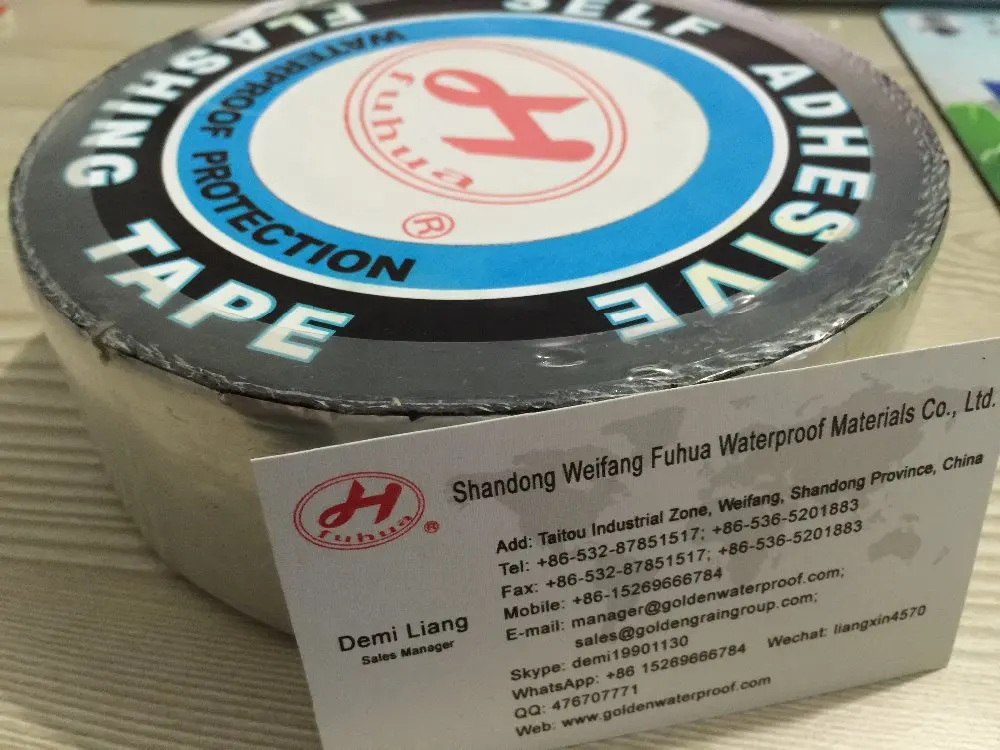 SELF ADHESIVE
FLASHING TAPE
WATERPROOF PROTECTION
H
fuhua
®
H
fuhua
®
Shandong Weifang Fuhua Waterproof Materials Co., Ltd.
Add: Taitou Industrial Zone, Weifang, Shandong Province, China
Tel: +86-532-87851517; +86-536-5201883
Fax: +86-532-87851517; +86-536-5201883
Mobile: +86-15269666784
E-mail: manager@goldenwaterproof.com;
sales@goldengraingroup.com;
Demi Liang
Sales Manager
Skype: demi19901130
WhatsApp: +86 15269666784 Wechat: liangxin4570
QQ: 476707771
Web: www.goldenwaterproof.com